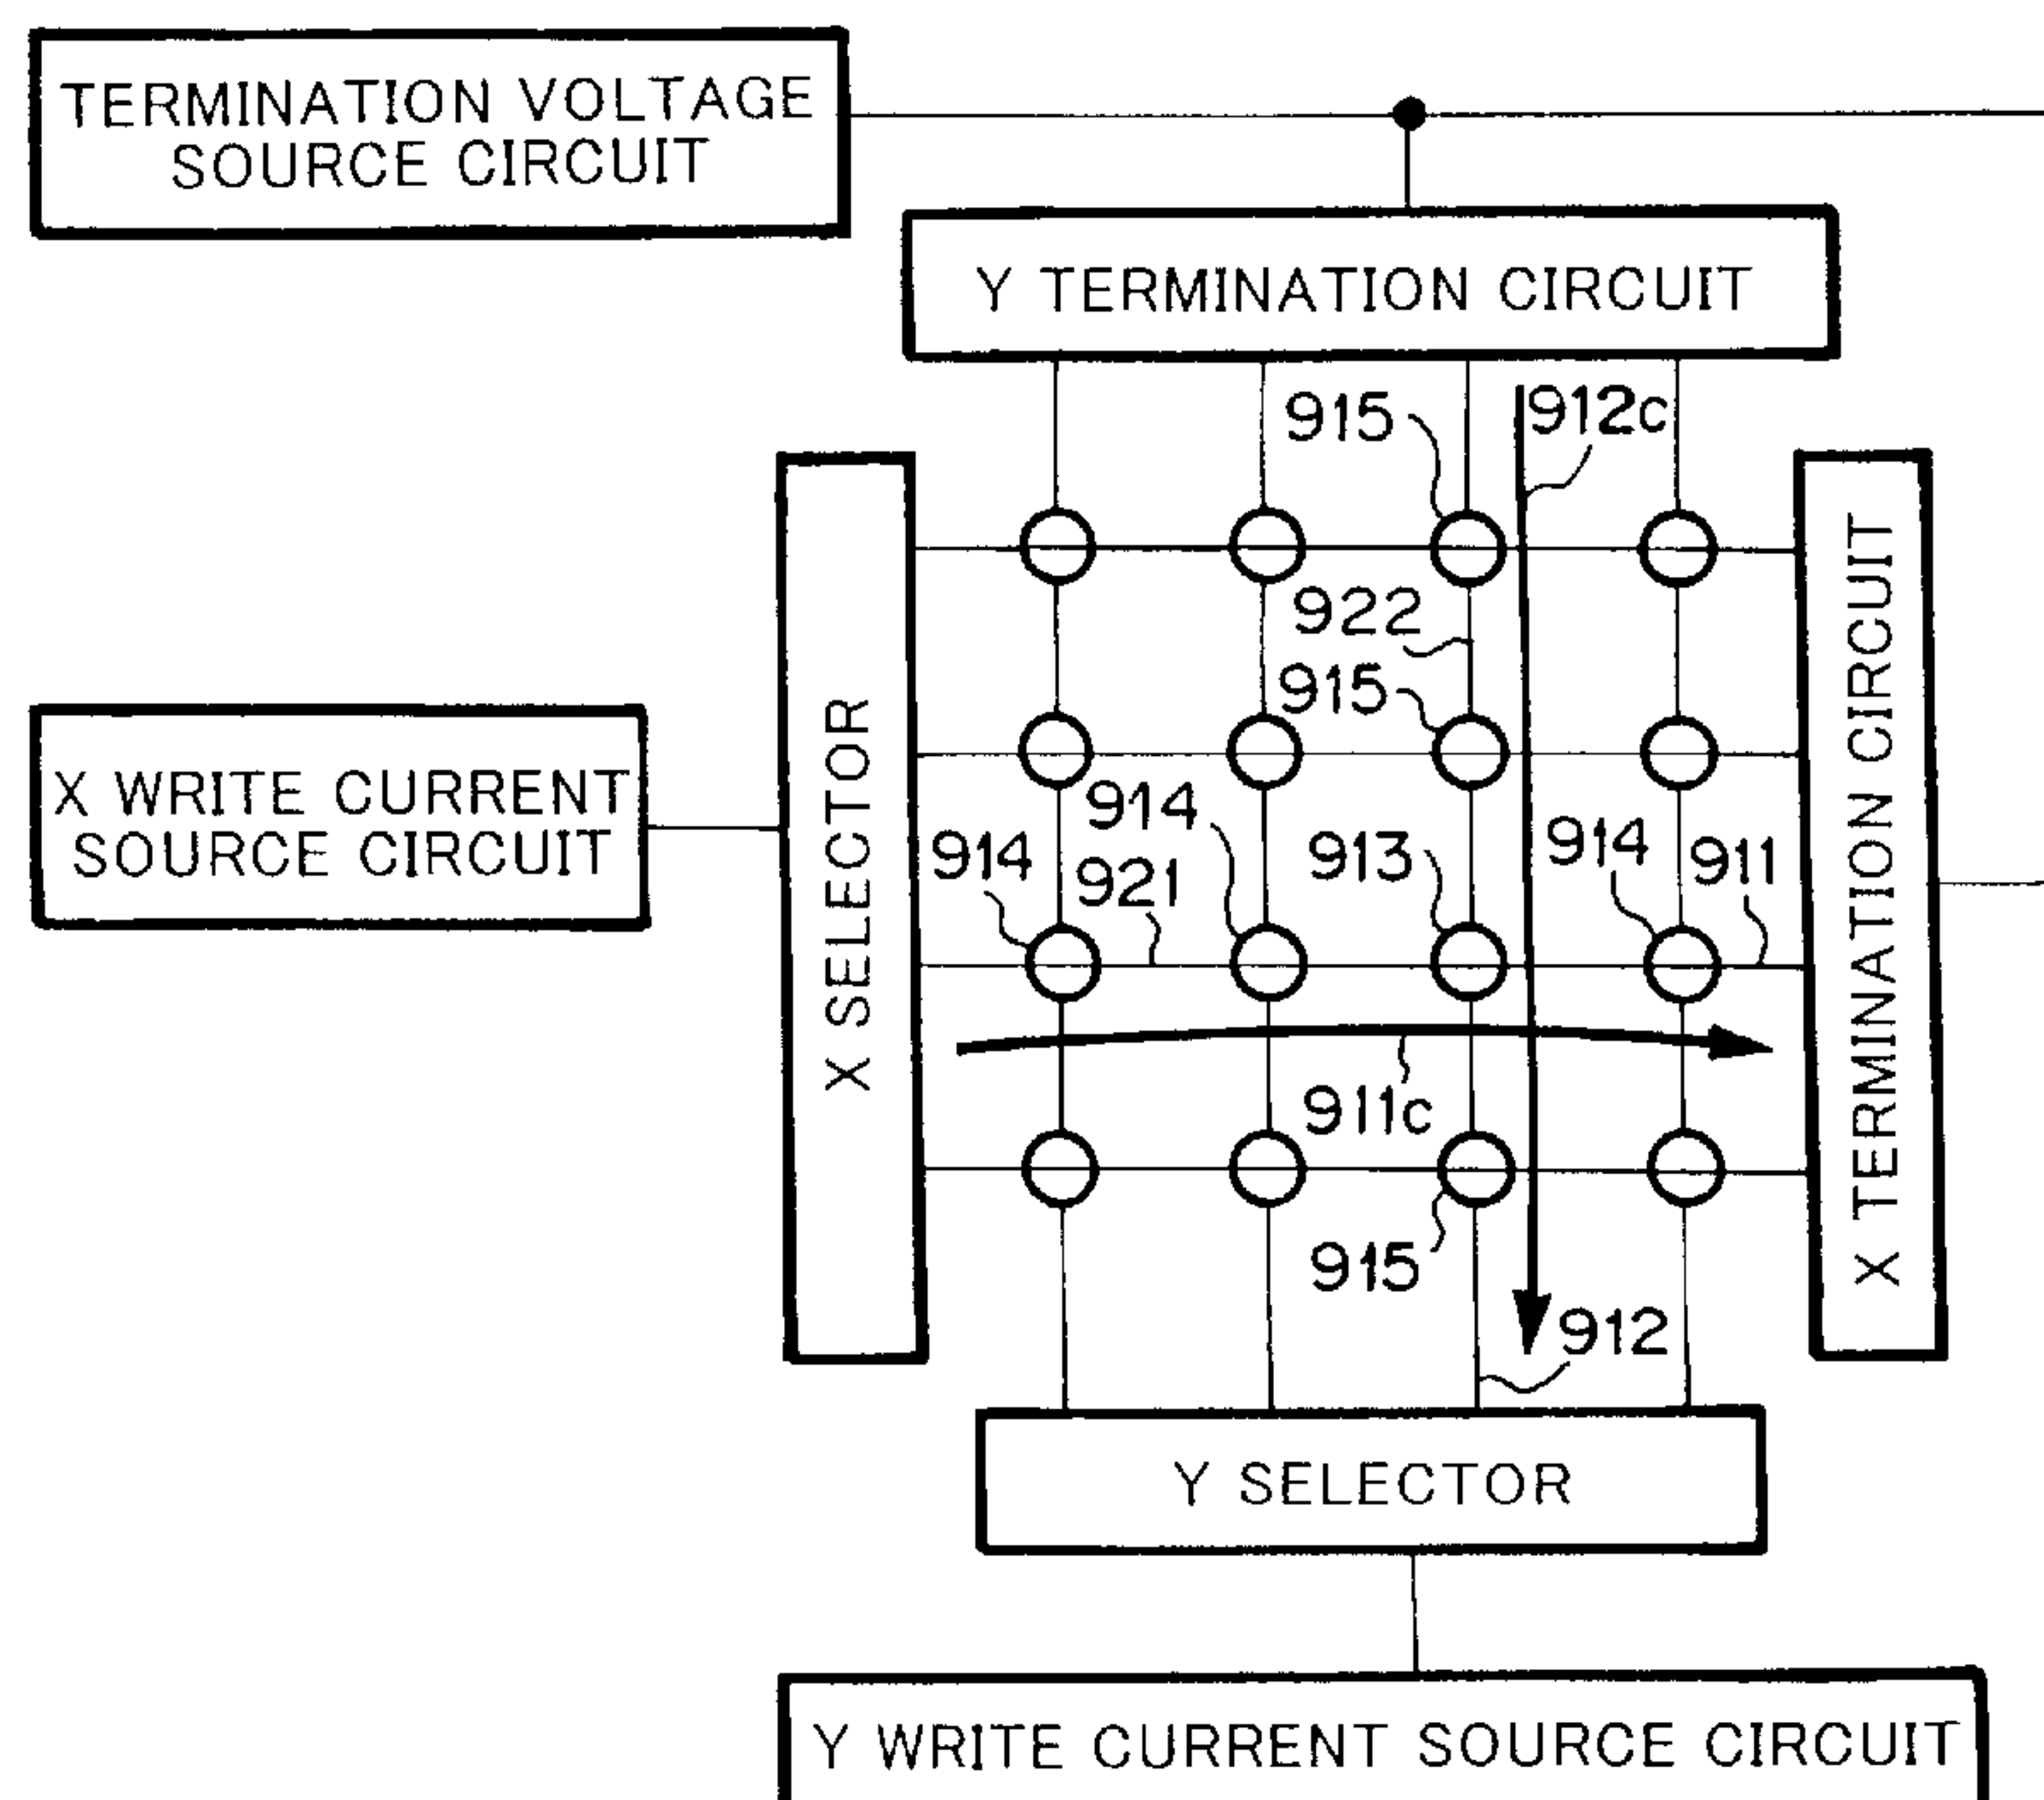 TERMINATION VOLTAGE
SOURCE CIRCUIT
Y TERMINATION CIRCUIT
915
912c
922
915
X WRITE CURRENT
SOURCE CIRCUIT
X SELECTOR
914
914
921
913
914
911
X TERMINATION CIRCUIT
911c
915
912
Y SELECTOR
Y WRITE CURRENT SOURCE CIRCUIT